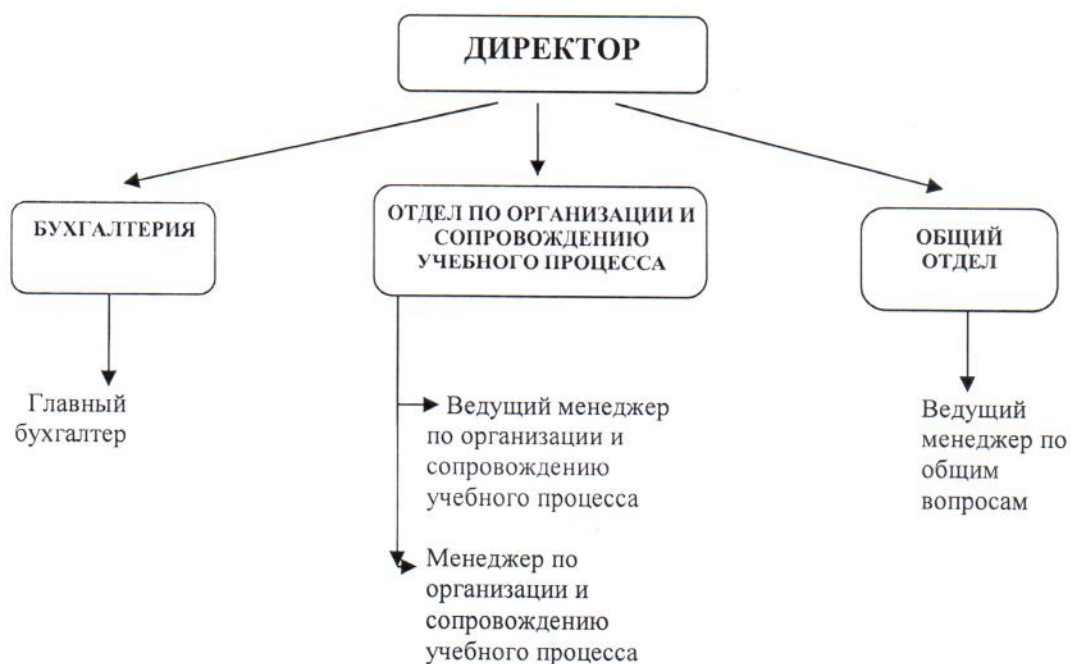 ДИРЕКТОР
БУХГАЛТЕРИЯ
ОТДЕЛ ПО ОРГАНИЗАЦИИ И
СОПРОВОЖДЕНИЮ
УЧЕБНОГО ПРОЦЕССА
ОБЩИЙ
ОТДЕЛ
Главный
бухгалтер
Ведущий менеджер
по организации и
сопровождению
учебного процесса
Менеджер по
организации и
сопровождению
учебного процесса
Ведущий
менеджер по
общим
вопросам